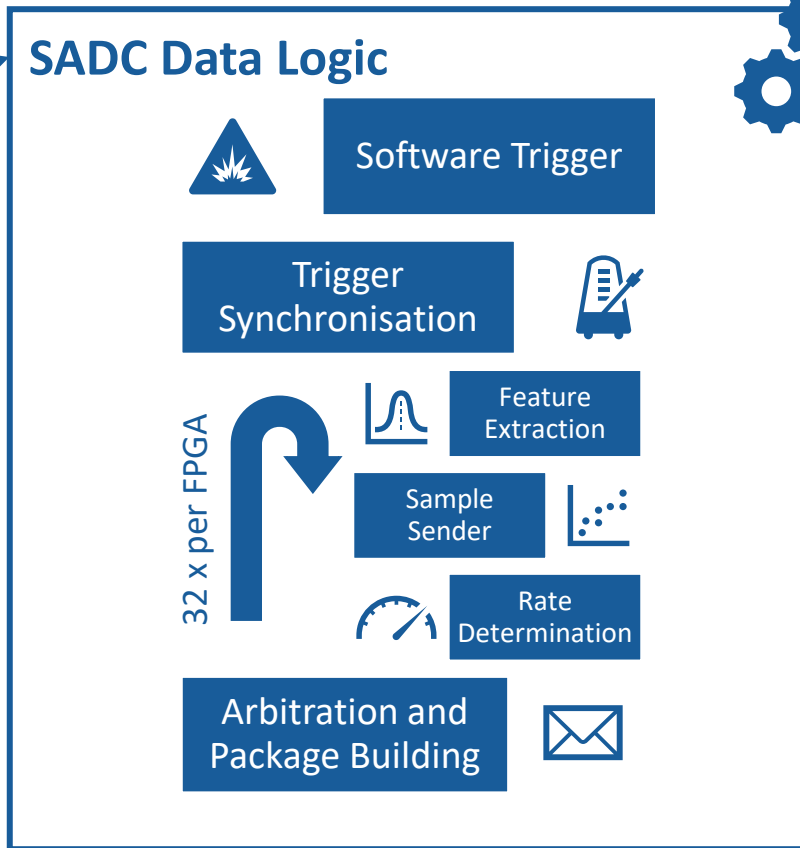 SADC Data Logic
Software Trigger
Trigger
Synchronisation
32 x per FPGA
Feature
Extraction
Sample
Sender
Rate
Determination
Arbitration and
Package Building